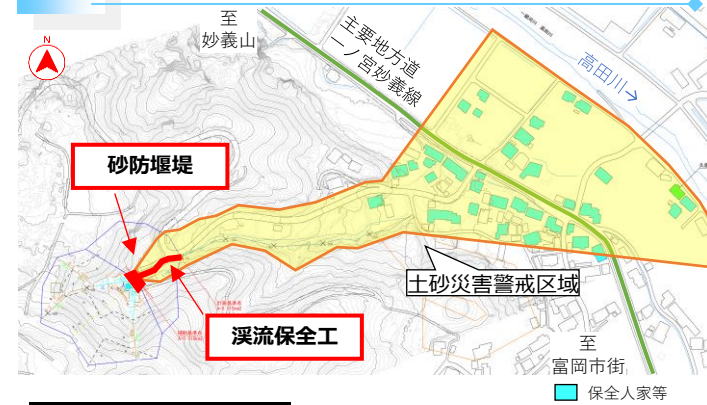 至
妙義山
N
主要地方道
一ノ宮妙義線
高田川→
砂防堰堤
土砂災害警戒区域
渓流保全工
至
富岡市街
保全人家等